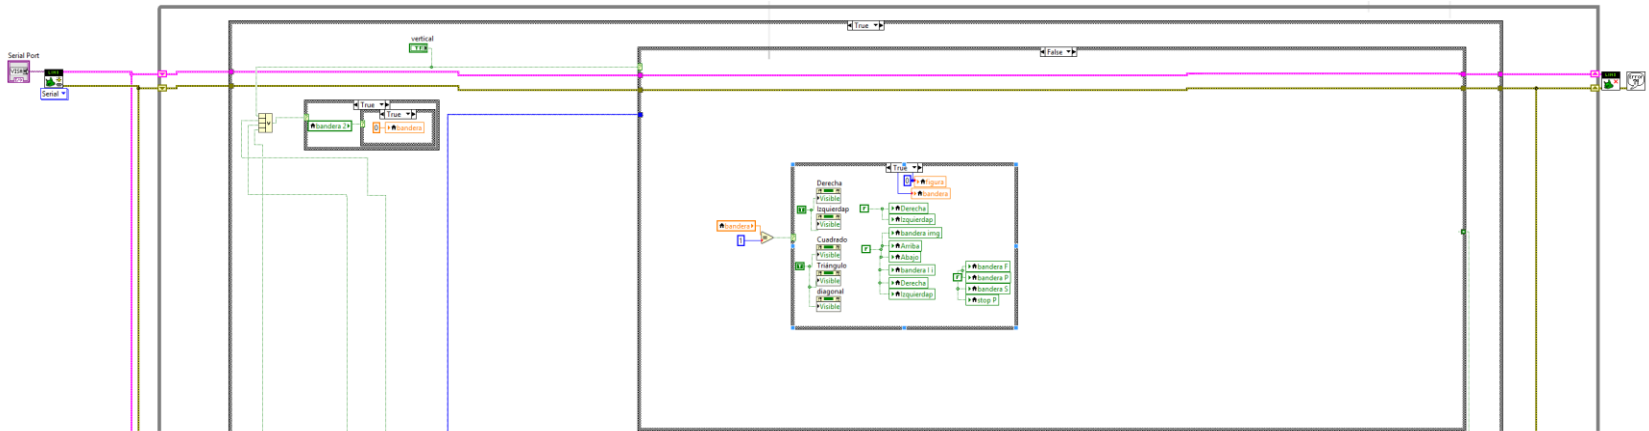 True
vertical
False
Serial Port
Serial
True
True
bandera 2
0
bandera
True
figura
bandera
Derecha
Visible
Izquierdap
Visible
F
Derecha
Izquierdap
bandera
1
bandera img
Cuadrado
Visible
F
Arriba
Abajo
Triángulo
Visible
bandera I i
bandera F
F
bandera P
Derecha
diagonal
Visible
Izquierdap
bandera S
stop P